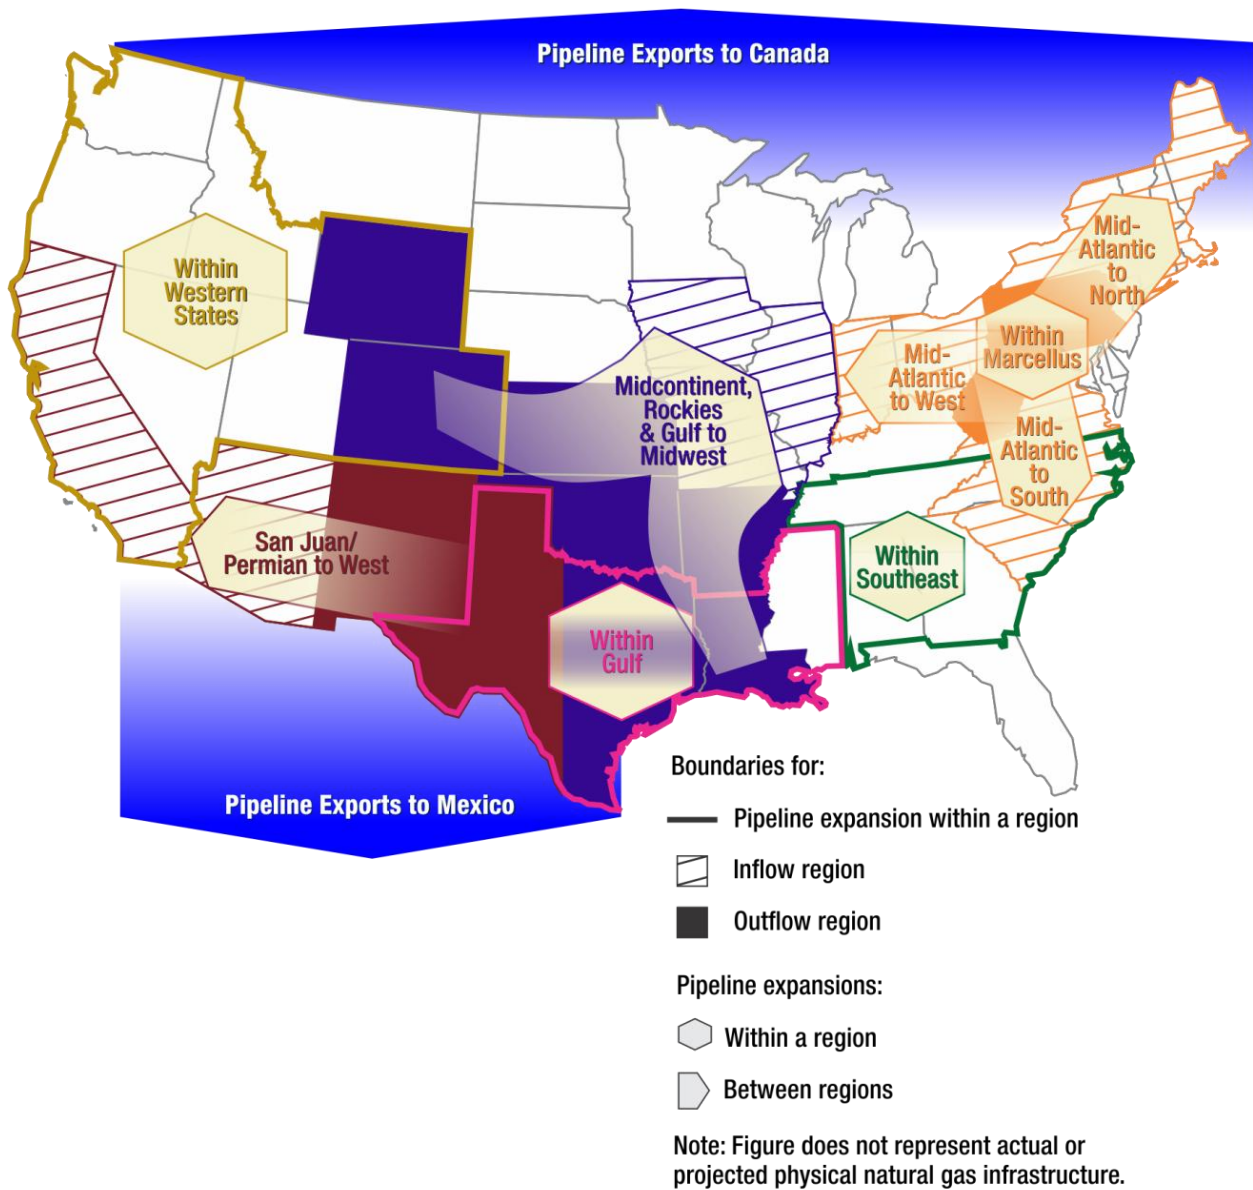 Pipeline Exports to Canada
Mid-
Atlantic
to
North
Within
Western
States
Within
Marcellus
Mid-
Atlantic
to West
Midcontinent,
Rockies
& Gulf to
Midwest
Mid-
Atlantic
to
South
San Juan/
Permian to West
Within
Southeast
Within
Gulf
Pipeline Exports to Mexico
Boundaries for:
Pipeline expansion within a region
Inflow region
Outflow region
Pipeline expansions:
Within a region
Between regions
Note: Figure does not represent actual or
projected physical natural gas infrastructure.